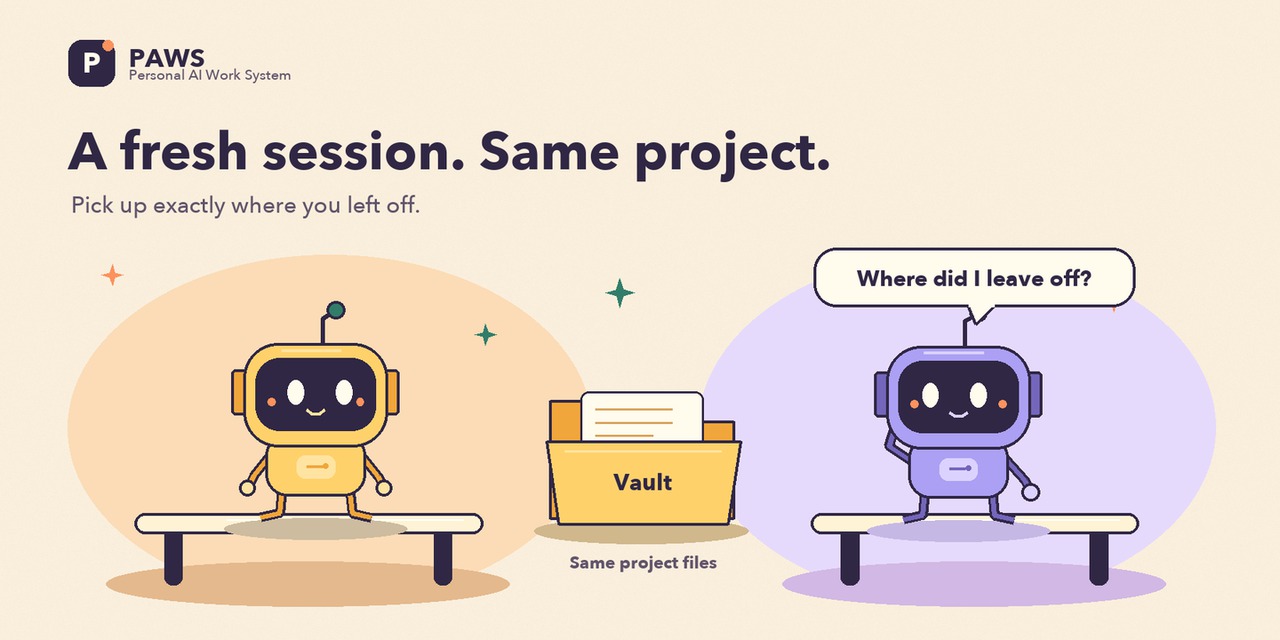 P
PAWS
Personal AI Work System
A fresh session. Same project.
Pick up exactly where you left off.
Where did I leave off?
Vault
Same project files